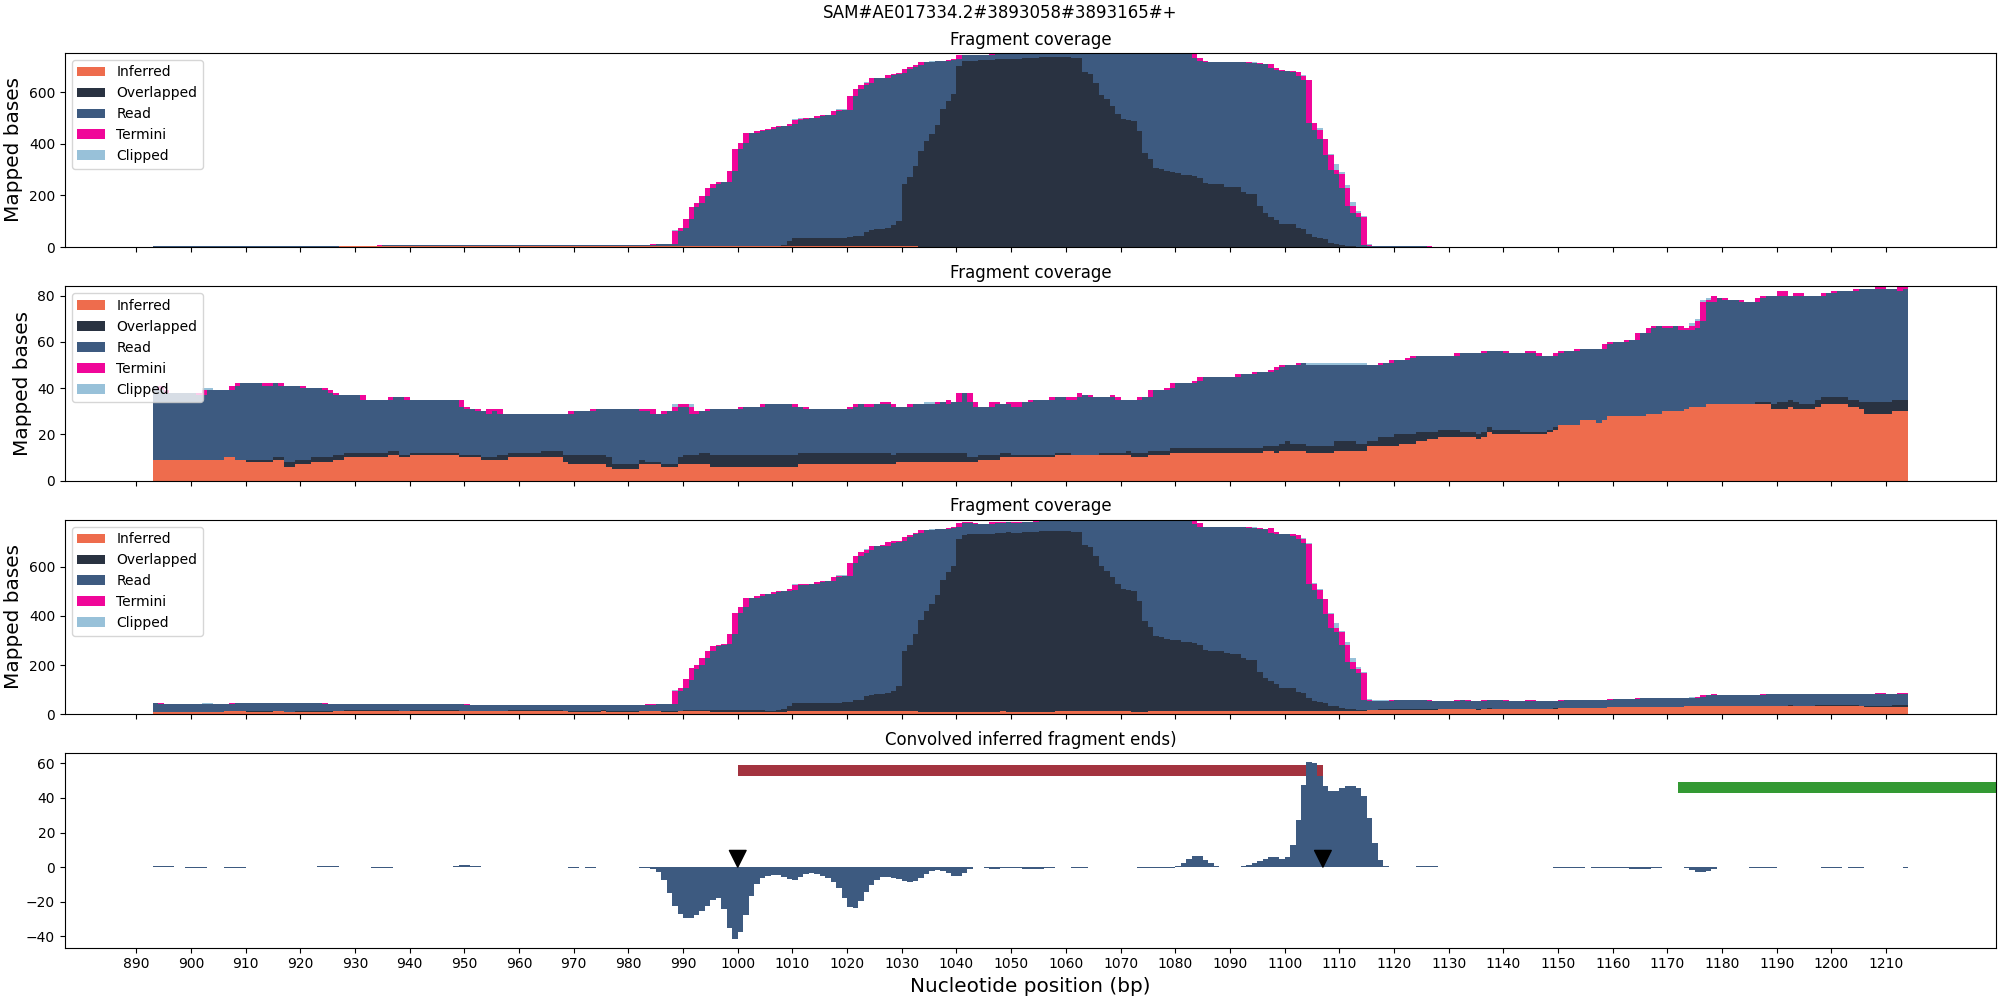 SAM#AE017334.2#3893058#3893165#+
Fragment coverage
Mapped bases
600
400
200
0
Inferred
Overlapped
Read
Termini
Clipped
Fragment coverage
Mapped bases
80
60
40
20
0
Inferred
Overlapped
Read
Termini
Clipped
Fragment coverage
Mapped bases
600
400
200
0
Inferred
Overlapped
Read
Termini
Clipped
Convolved inferred fragment ends)
60
40
20
0
−20
−40
890 900 910 920 930 940 950 960 970 980 990 1000 1010 1020 1030 1040 1050 1060 1070 1080 1090 1100 1110 1120 1130 1140 1150 1160 1170 1180 1190 1200 1210
Nucleotide position (bp)